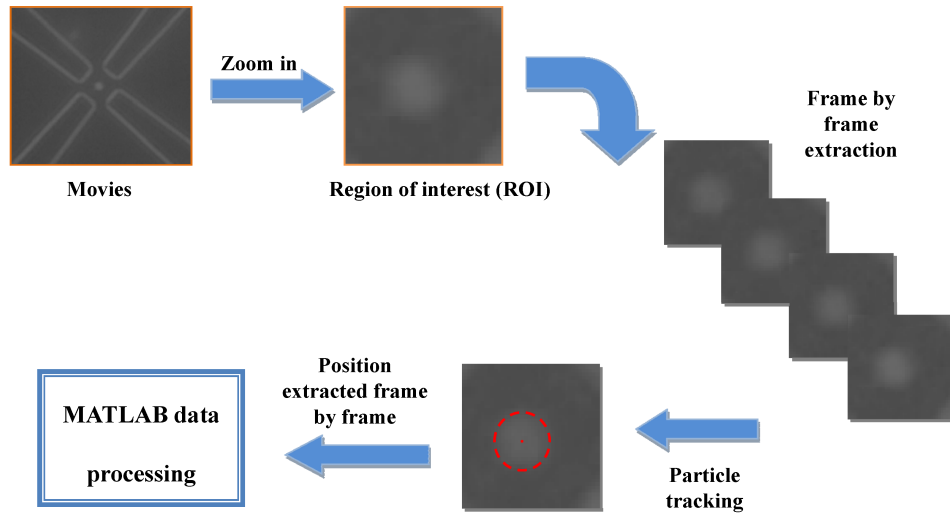 Zoom in
Movies
Region of interest (ROI)
Frame by
frame
extraction
Particle
tracking
Position
extracted frame
by frame
MATLAB data
processing